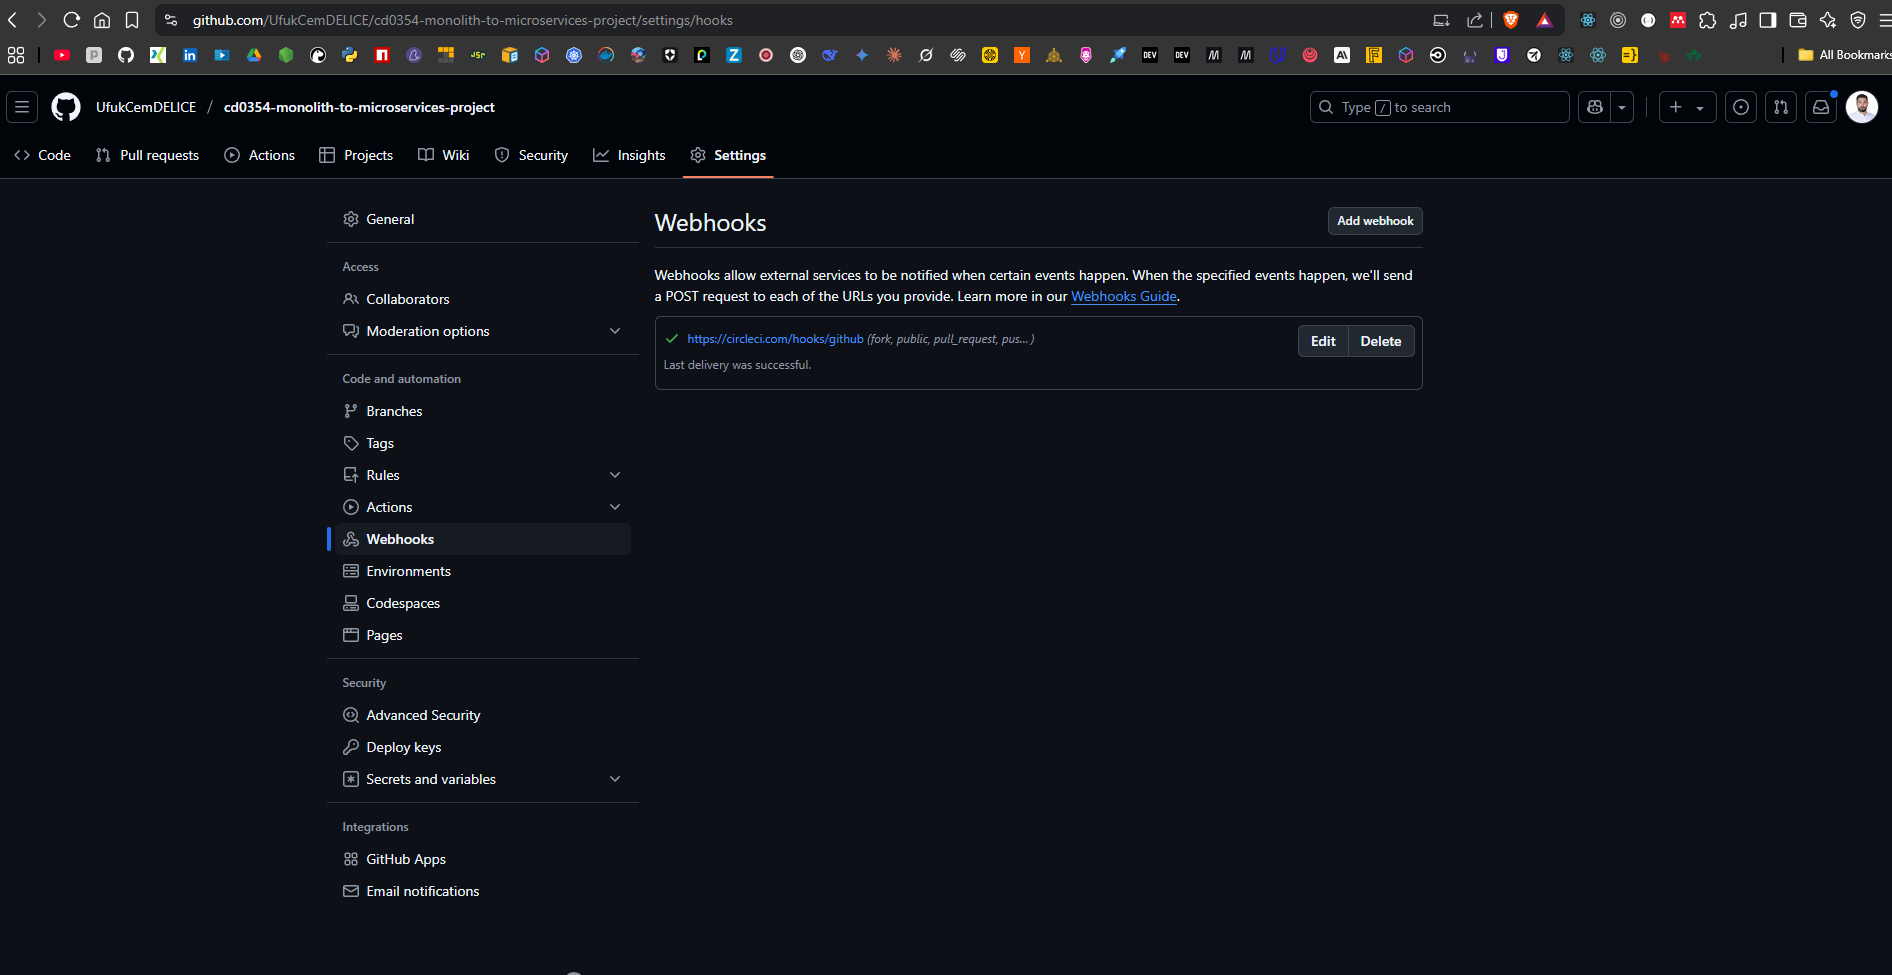 github.com/UfukCemDELICE/cd0354-monolith-to-microservices-project/settings/hooks
All Bookmarks
UfukCemDELICE / cd0354-monolith-to-microservices-project
Type / to search
Code
Pull requests
Actions
Projects
Wiki
Security
Insights
Settings
General
Access
Collaborators
Moderation options
Code and automation
Branches
Tags
Rules
Actions
Webhooks
Environments
Codespaces
Pages
Security
Advanced Security
Deploy keys
Secrets and variables
Integrations
GitHub Apps
Email notifications
Webhooks
Add webhook
Webhooks allow external services to be notified when certain events happen. When the specified events happen, we'll send
a POST request to each of the URLs you provide. Learn more in our Webhooks Guide.
https://circleci.com/hooks/github (fork, public, pull_request, pus... )
Edit
Delete
Last delivery was successful.